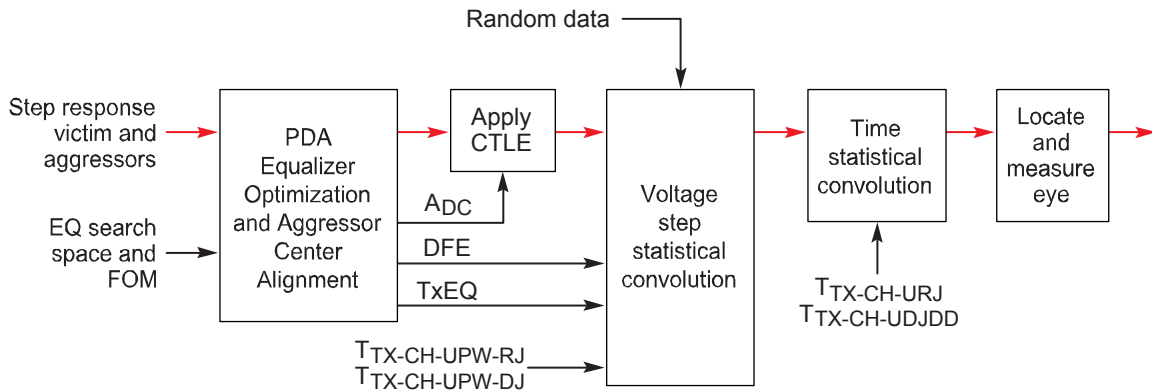 Random data
Step response
victim and
aggressors
PDA
Equalizer
Optimization
and Aggressor
Center
Alignment
Apply
CTLE
Time
statistical
convolution
Locate
and
measure
eye
ADC
EQ search
space and
FOM
DFE
TxEQ
Voltage
step
statistical
convolution
TTX-CH-URJ
TTX-CH-UDJDD
TTX-CH-UPW-RJ
TTX-CH-UPW-DJ